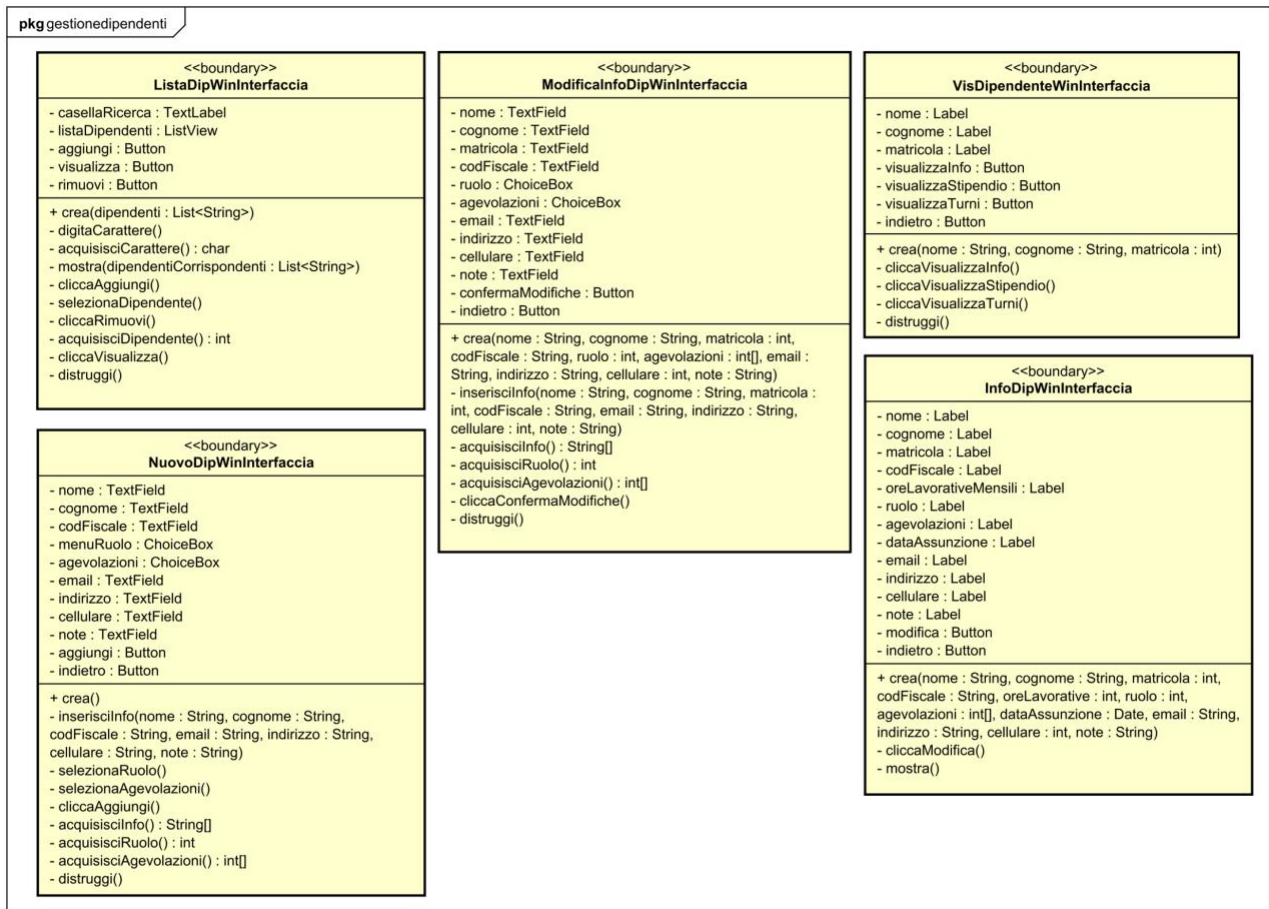 pkg gestionedipendenti
<<boundary>>
ListaDipWinInterfaccia
- casellaRicerca : TextLabel
- listaDipendenti : ListView
- aggiungi : Button
- visualizza : Button
- rimuovi : Button
+ crea(dipendenti : List<String>)
- digitaCarattere()
- acquisisciCarattere() : char
- mostra(dipendentiCorrispondenti : List<String>)
- cliccaAggiungi()
- selezionaDipendente()
- cliccaRimuovi()
- acquisisciDipendente() : int
- cliccaVisualizza()
- distruggi()
<<boundary>>
NuovoDipWinInterfaccia
- nome : TextField
- cognome : TextField
- codFiscale : TextField
- menuRuolo : ChoiceBox
- agevolazioni : ChoiceBox
- email : TextField
- indirizzo : TextField
- cellulare : TextField
- note : TextField
- aggiungi : Button
- indietro : Button
+ crea()
- inserisciInfo(nome : String, cognome : String,
codFiscale : String, email : String, indirizzo : String,
cellulare : String, note : String)
- selezionaRuolo()
- selezionaAgevolazioni()
- cliccaAggiungi()
- acquisisciInfo() : String[]
- acquisisciRuolo() : int
- acquisisciAgevolazioni() : int[]
- distruggi()
<<boundary>>
ModificaInfoDipWinInterfaccia
- nome : TextField
- cognome : TextField
- matricola : TextField
- codFiscale : TextField
- ruolo : ChoiceBox
- agevolazioni : ChoiceBox
- email : TextField
- indirizzo : TextField
- cellulare : TextField
- note : TextField
- confermaModifiche : Button
- indietro : Button
+ crea(nome : String, cognome : String, matricola : int,
codFiscale : String, ruolo : int, agevolazioni : int[], email :
String, indirizzo : String, cellulare : int, note : String)
- inserisciInfo(nome : String, cognome : String, matricola :
int, codFiscale : String, email : String, indirizzo : String,
cellulare : int, note : String)
- acquisisciInfo() : String[]
- acquisisciRuolo() : int
- acquisisciAgevolazioni() : int[]
- cliccaConfermaModifiche()
- distruggi()
<<boundary>>
VisDipendenteWinInterfaccia
- nome : Label
- cognome : Label
- matricola : Label
- visualizzaInfo : Button
- visualizzaStipendio : Button
- visualizzaTurni : Button
- indietro : Button
+ crea(nome : String, cognome : String, matricola : int)
- cliccaVisualizzaInfo()
- cliccaVisualizzaStipendio()
- cliccaVisualizzaTurni()
- distruggi()
<<boundary>>
InfoDipWinInterfaccia
- nome : Label
- cognome : Label
- matricola : Label
- codFiscale : Label
- oreLavorativeMensili : Label
- ruolo : Label
- agevolazioni : Label
- dataAssunzione : Label
- email : Label
- indirizzo : Label
- cellulare : Label
- note : Label
- modifica : Button
- indietro : Button
+ crea(nome : String, cognome : String, matricola : int,
codFiscale : String, oreLavorative : int, ruolo : int,
agevolazioni : int[], dataAssunzione : Date, email : String,
indirizzo : String, cellulare : int, note : String)
- cliccaModifica()
- mostra()